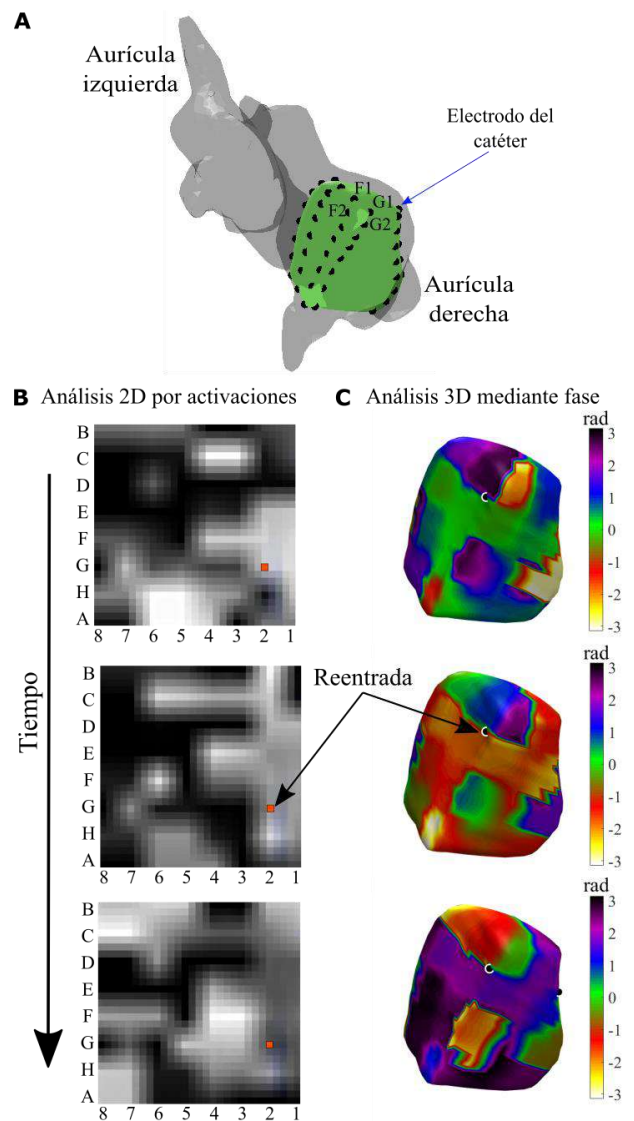 A
Aurícula
izquierda
Electrodo del
catéter
F1
G1
F2
G2
Aurícula
derecha
B Análisis 2D por activaciones
C Análisis 3D mediante fase
Tiempo
B
C
D
E
F
G
H
A
8 7 6 5 4 3 2 1
rad
3
2
1
0
-1
-2
-3
Reentrada
B
C
D
E
F
G
H
A
8 7 6 5 4 3 2 1
rad
3
2
1
0
-1
-2
-3
B
C
D
E
F
G
H
A
8 7 6 5 4 3 2 1
rad
3
2
1
0
-1
-2
-3